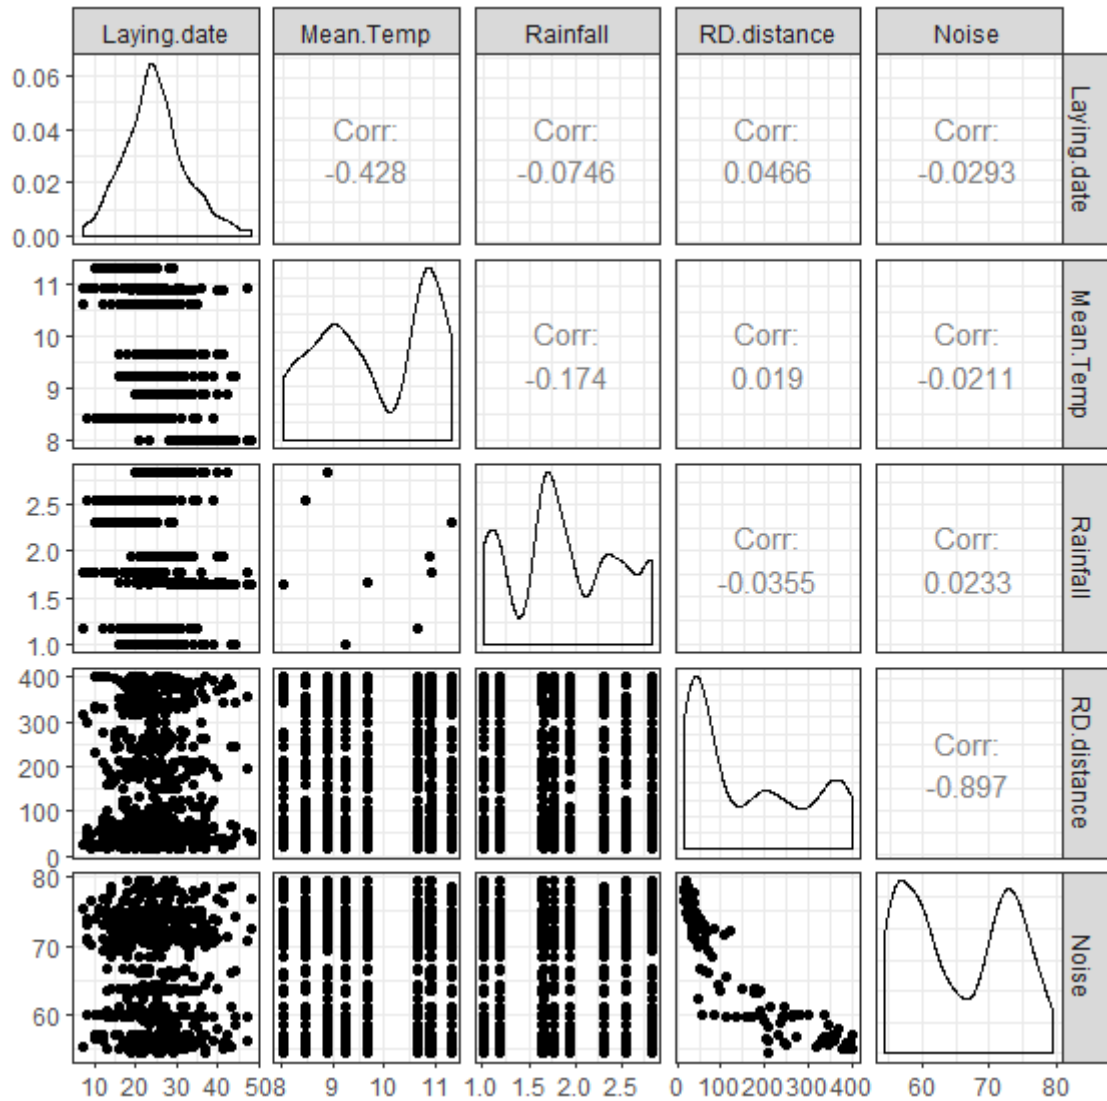 Laying.date Mean.Temp Rainfall RD.distance Noise
0.06
0.04
0.02
0.00
Corr:
-0.428
Corr:
-0.0746
Corr:
0.0466
Corr:
-0.0293
Laying.date
11
10
9
8
Corr:
-0.174
Corr:
0.019
Corr:
-0.0211
Mean.Temp
2.5
2.0
1.5
1.0
Corr:
-0.0355
Corr:
0.0233
Rainfall
400
300
200
100
0
Corr:
-0.897
RD.distance
80
70
60
Noise
10 20 30 40 50 8 9 10 11 1.0 1.5 2.0 2.5 0 100 200 300 400 60 70 80